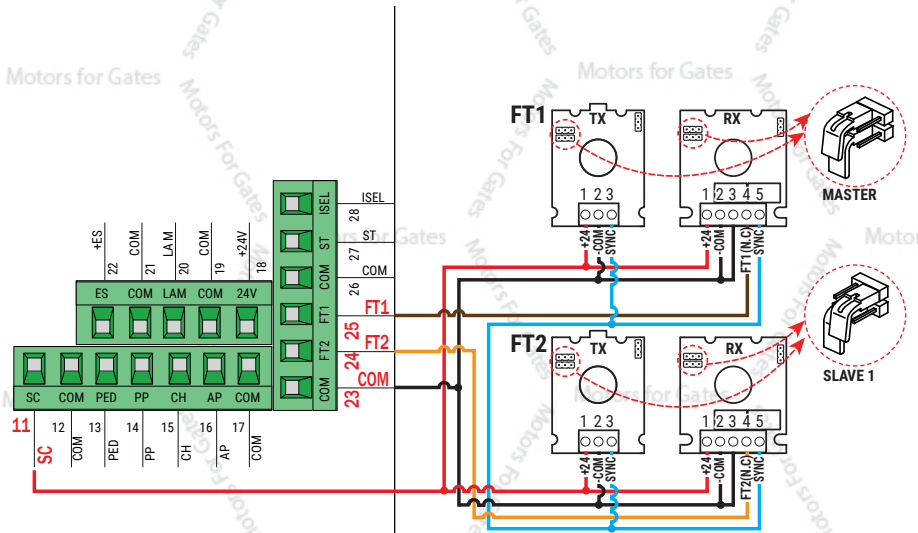 Motors for Gates
Motors for Gates
Motors For Gates
FT1
TX
RX
1 2 3
1 2 3 4 5
+24
-COM
SYNC
+24
-COM
FT1(N.C)
SYNC
MASTER
ISEL
28
ISEL
ST
27
ST
COM
26
COM
FT1
25
FT1
FT2
24
FT2
COM
23
COM
+ES
22
COM
21
LAM
20
COM
19
+24V
18
ES COM LAM COM 24V
SC COM PED PP CH AP COM
11 12 13 14 15 16 17
SC COM PED PP CH AP COM
FT2
TX
RX
1 2 3
1 2 3 4 5
+24
-COM
SYNC
+24
-COM
FT2(N.C)
SYNC
SLAVE 1